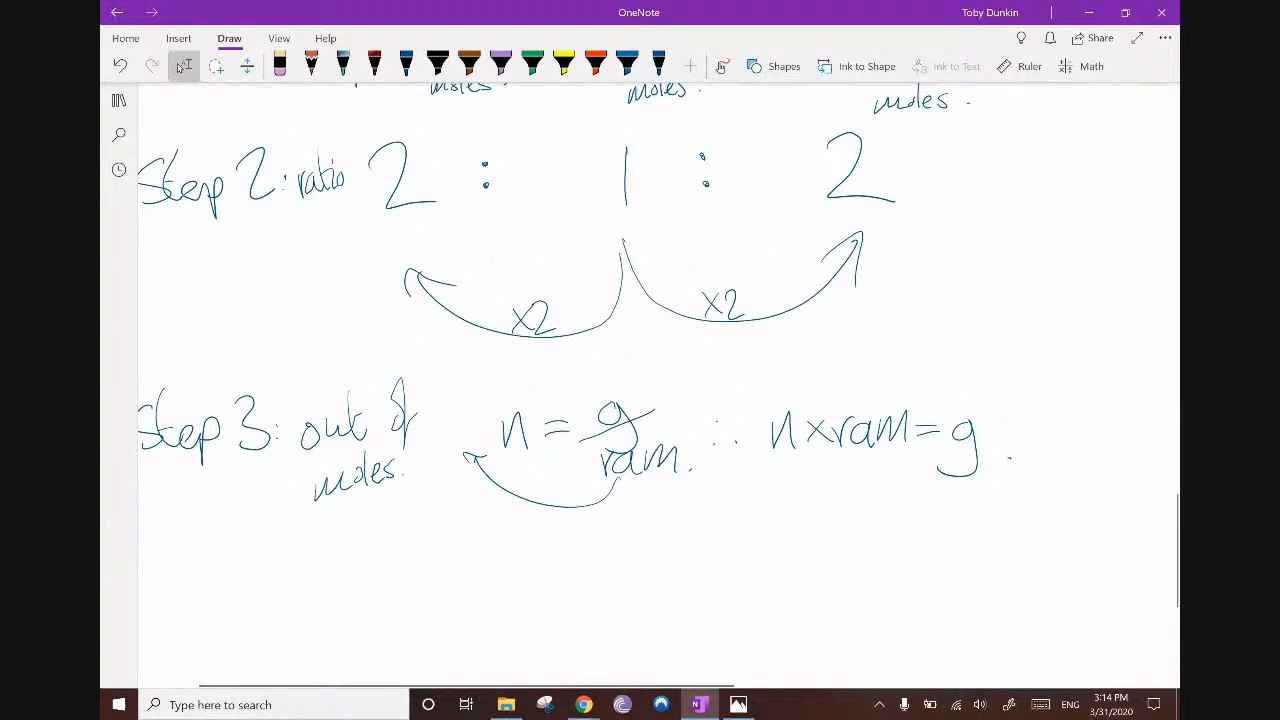 OneNote
Toby Dunkin
Home Insert Draw View Share
Shapes Ink to Shape Ink to Text Ruler Math
moles. moles. moles.
Step 2: ratio 2 : 1 : 2
x2 x2
Step 3: out of moles. n = g/ram. ∴ n x ram = g.
Type here to search
ENG
3:14 PM
3/31/2020